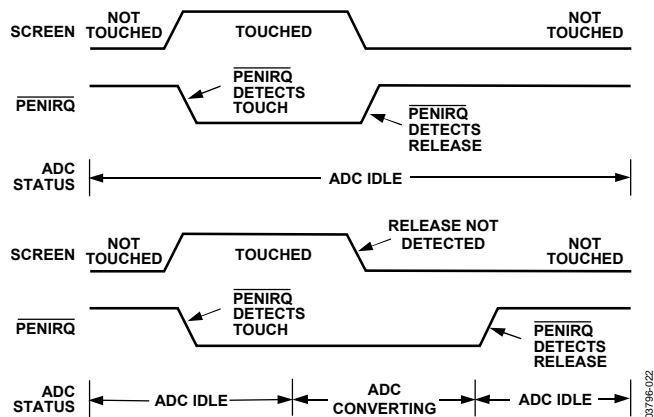 SCREEN
NOT
TOUCHED
TOUCHED
NOT
TOUCHED
PENIRQ
PENIRQ
DETECTS
TOUCH
PENIRQ
DETECTS
RELEASE
ADC
STATUS
ADC IDLE
SCREEN
NOT
TOUCHED
TOUCHED
RELEASE NOT
DETECTED
NOT
TOUCHED
PENIRQ
PENIRQ
DETECTS
TOUCH
PENIRQ
DETECTS
RELEASE
ADC
STATUS
ADC IDLE
ADC
CONVERTING
ADC IDLE
03796-022